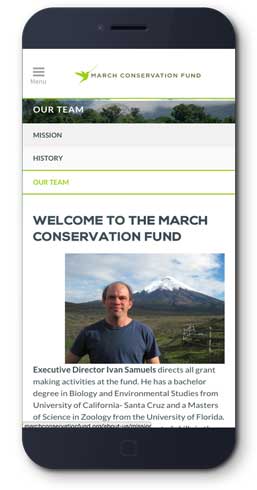 Menu
MARCH CONSERVATION FUND
OUR TEAM
MISSION
HISTORY
OUR TEAM
WELCOME TO THE MARCH
CONSERVATION FUND
Executive Director Ivan Samuels directs all grant
making activities at the fund. He has a bachelor
degree in Biology and Environmental Studies from
University of California- Santa Cruz and a Masters
of Science in Zoology from the University of Florida.
marchconservationfund.org/about-us/mission